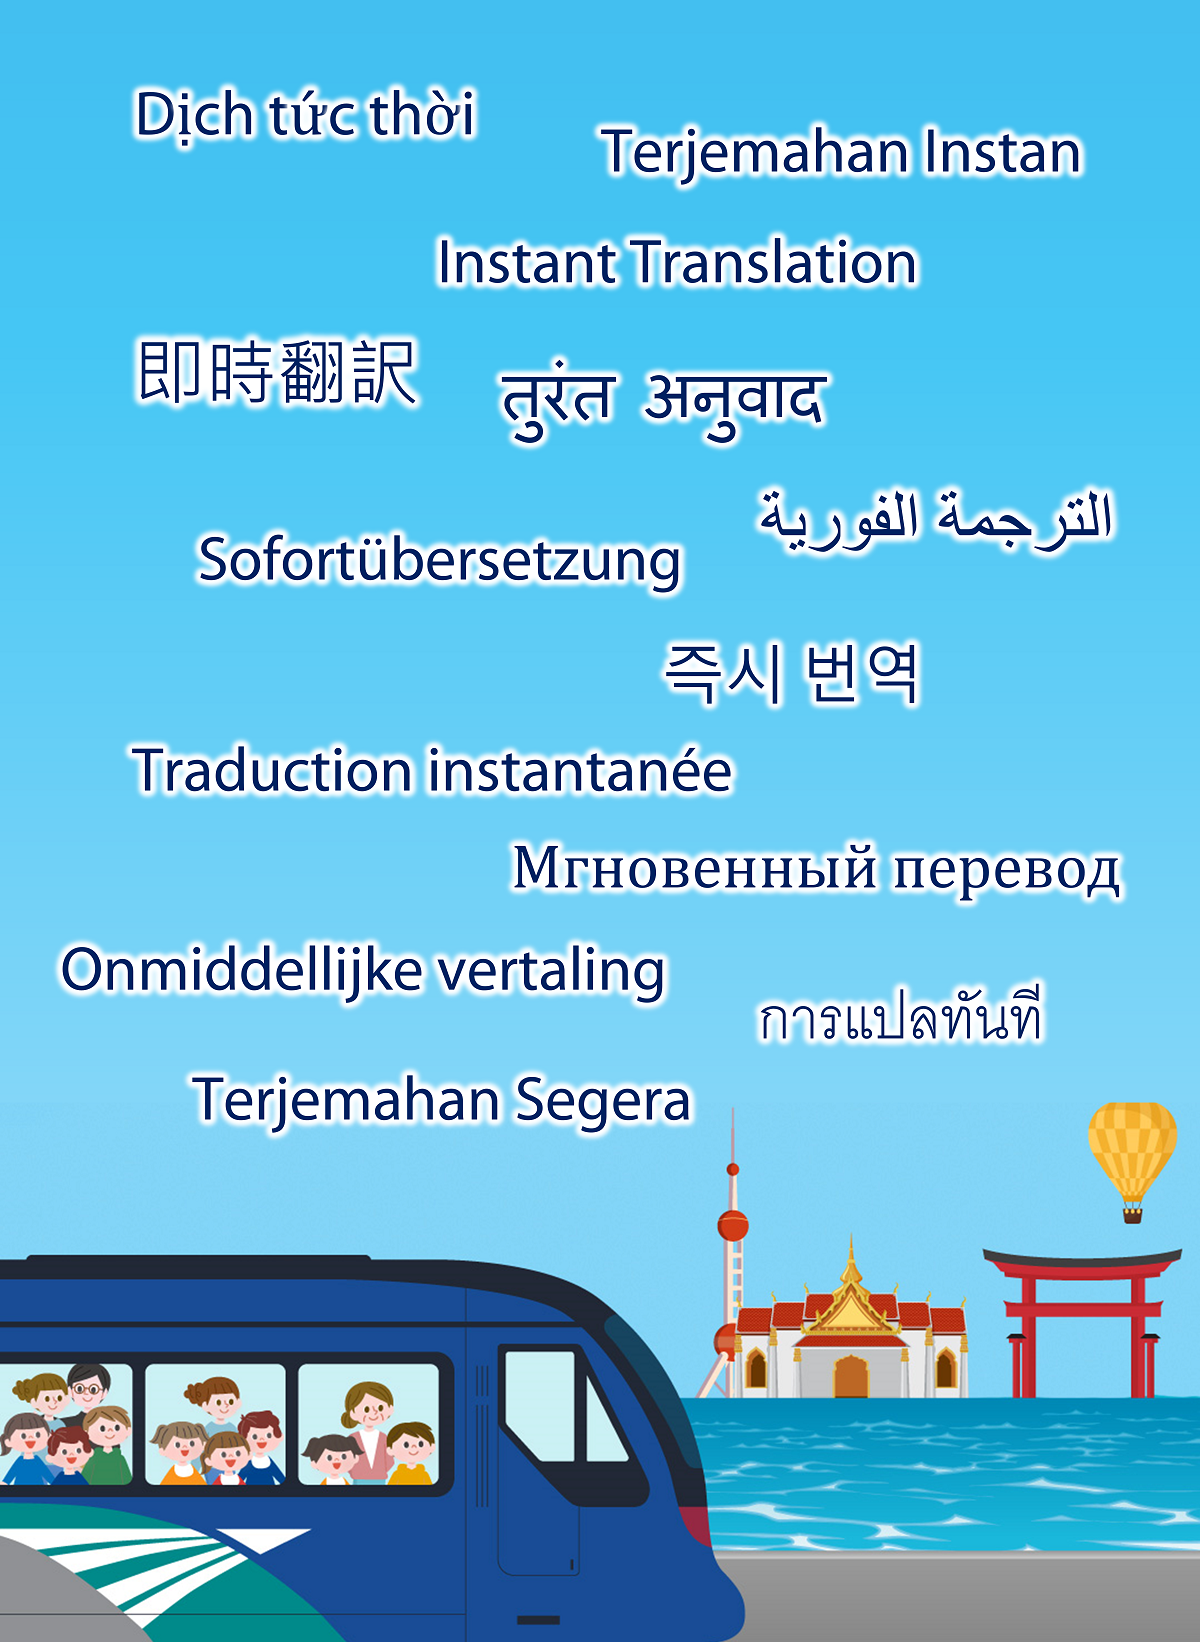 Dịch tức thời
Terjemahan Instan
Instant Translation
即時翻訳
तुरंत अनुवाद
الترجمة الفورية
Sofortübersetzung
즉시 번역
Traduction instantanée
Мгновенный перевод
Onmiddellijke vertaling
การแปลทันที
Terjemahan Segera